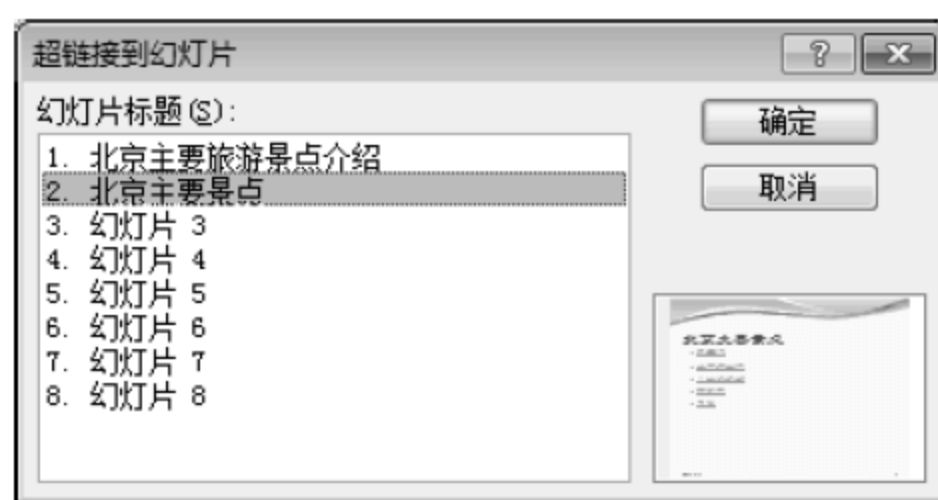 超链接到幻灯片
幻灯片标题(S):
1. 北京主要旅游景点介绍
2. 北京主要景点
3. 幻灯片 3
4. 幻灯片 4
5. 幻灯片 5
6. 幻灯片 6
7. 幻灯片 7
8. 幻灯片 8
确定
取消
北京主要景点